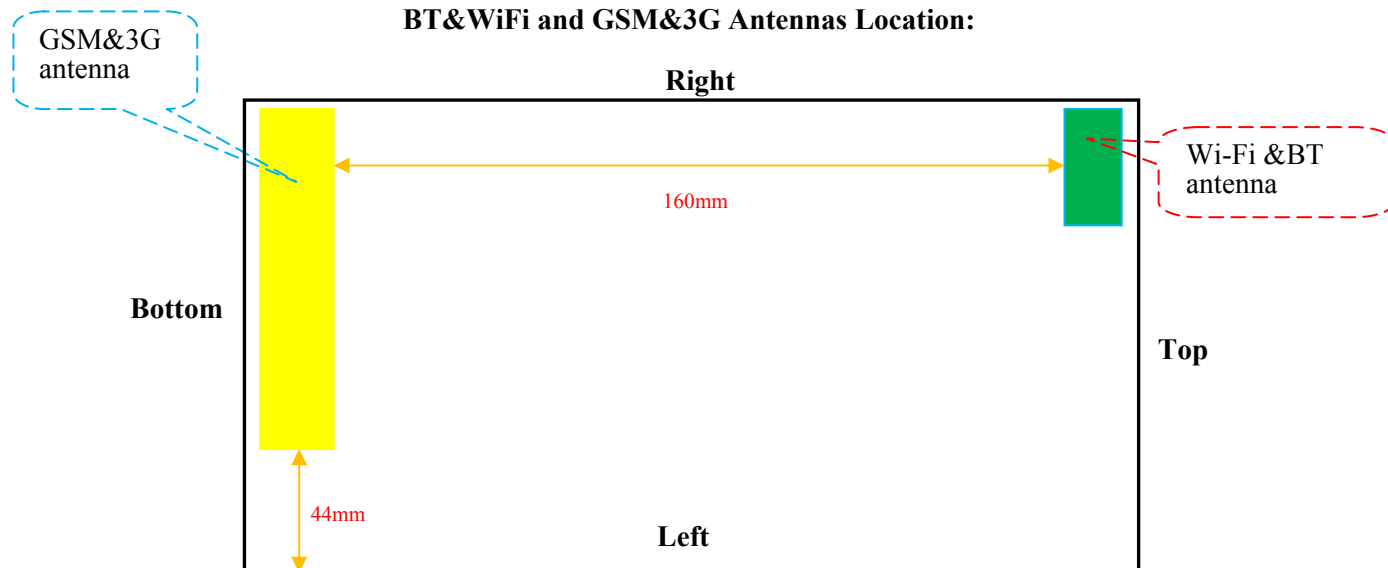 BT&WiFi and GSM&3G Antennas Location:
GSM&3G
antenna
Right
Wi-Fi &BT
antenna
160mm
Bottom
Top
44mm
Left